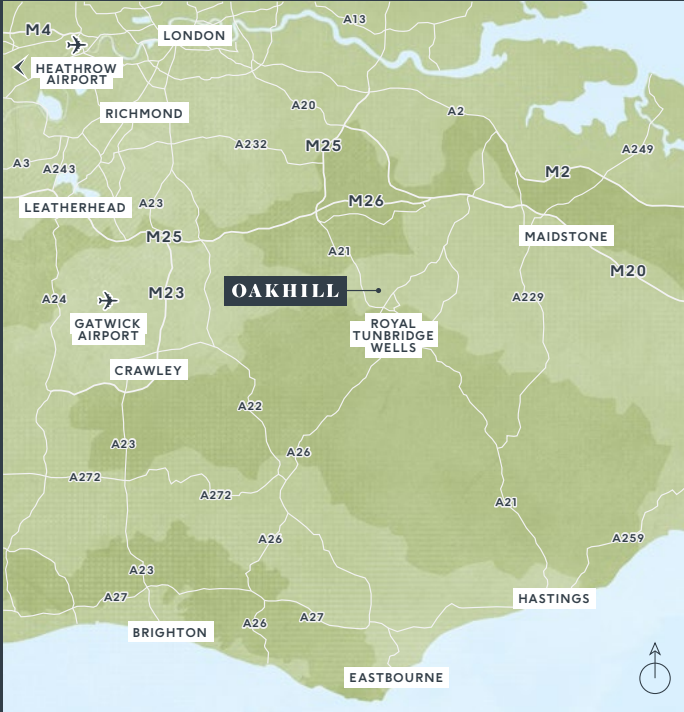 A13
M4
LONDON
HEATHROW
AIRPORT
A20
A2
RICHMOND
A232
M25
A249
A3
A243
M2
A23
M26
LEATHERHEAD
M25
MAIDSTONE
A21
M20
OAKHILL
M23
A24
A229
GATWICK
AIRPORT
ROYAL
TUNBRIDGE
WELLS
CRAWLEY
A22
A23
A26
A272
A272
A21
A26
A259
A23
A27
HASTINGS
A27
A26
BRIGHTON
EASTBOURNE